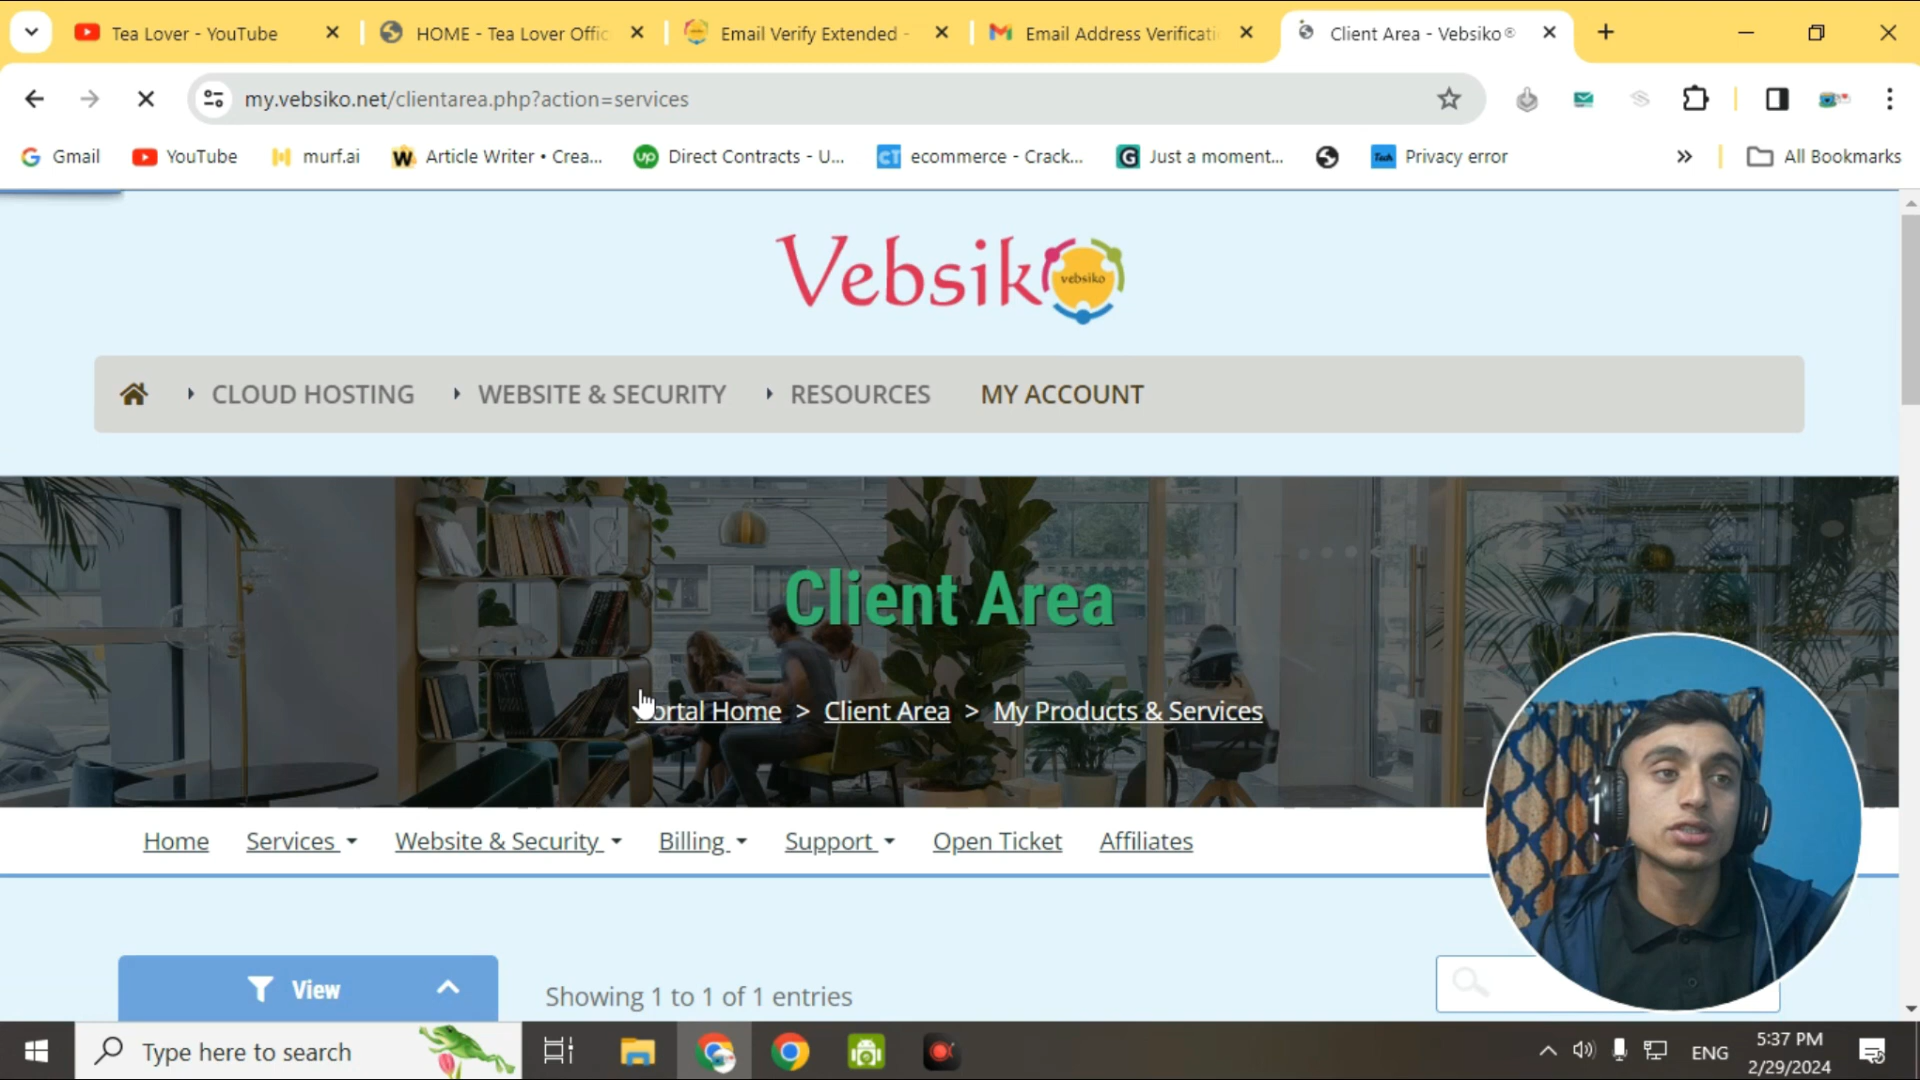 Tea Lover - YouTube
HOME - Tea Lover Offic
Email Verify Extended -
Email Address Verificati
Client Area - Vebsiko®
my.vebsiko.net/clientarea.php?action=services
Gmail
YouTube
murf.ai
Article Writer • Crea...
Direct Contracts - U...
ecommerce - Crack...
Just a moment...
Privacy error
All Bookmarks
Vebsik
vebsiko
CLOUD HOSTING
WEBSITE & SECURITY
RESOURCES
MY ACCOUNT
Client Area
Portal Home > Client Area > My Products & Services
Home
Services
Website & Security
Billing
Support
Open Ticket
Affiliates
View
Showing 1 to 1 of 1 entries
Type here to search
ENG
5:37 PM
2/29/2024